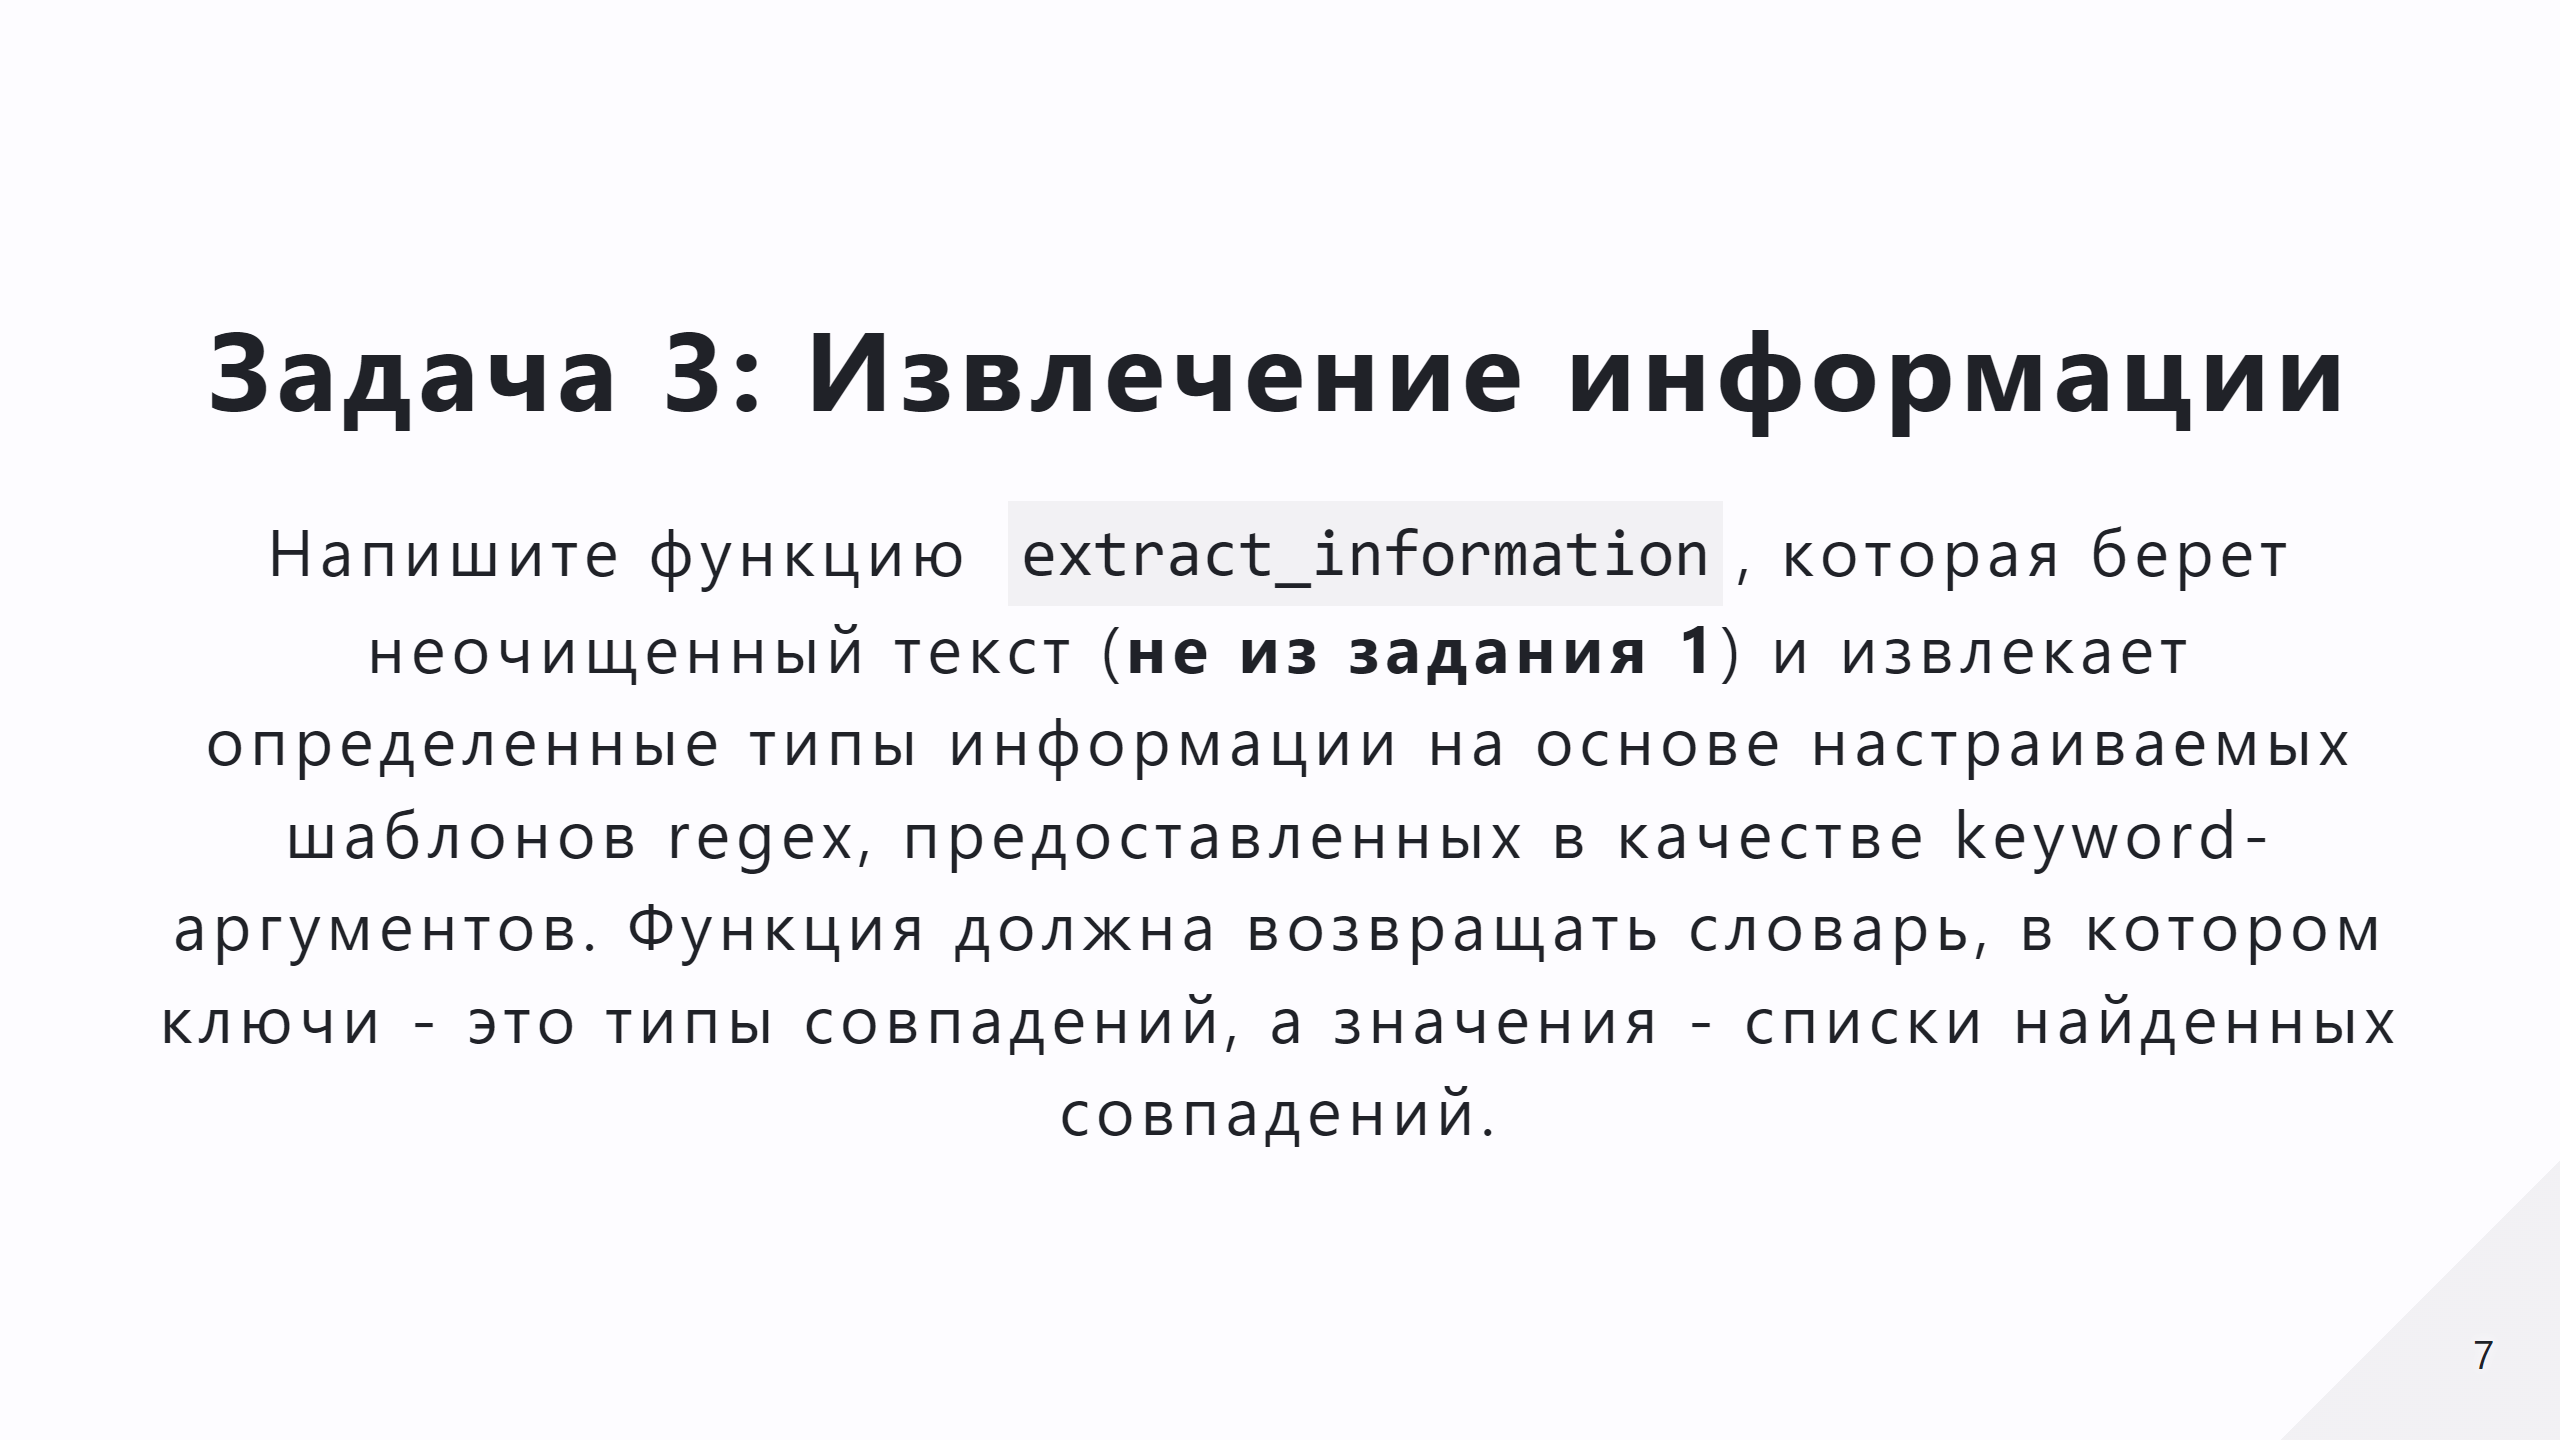 Задача 3: Извлечение информации
Напишите функцию extract_information, которая берет
неочищенный текст (не из задания 1) и извлекает
определенные типы информации на основе настраиваемых
шаблонов regex, предоставленных в качестве keyword-
аргументов. Функция должна возвращать словарь, в котором
ключи - это типы совпадений, а значения - списки найденных
совпадений.
7